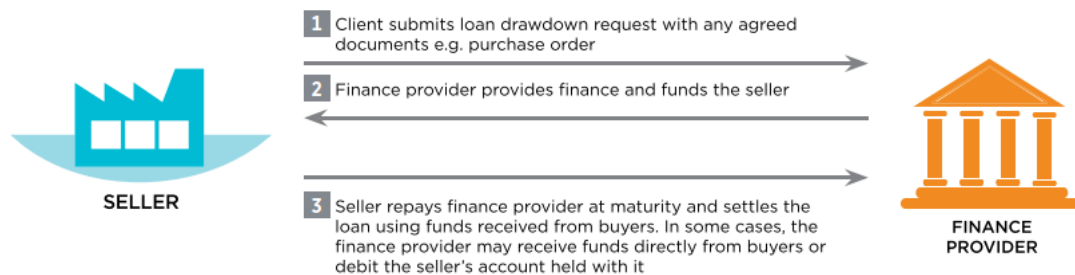 1 Client submits loan drawdown request with any agreed
documents e.g. purchase order
2 Finance provider provides finance and funds the seller
SELLER
3 Seller repays finance provider at maturity and settles the
loan using funds received from buyers. In some cases, the
finance provider may receive funds directly from buyers or
debit the seller’s account held with it
FINANCE
PROVIDER